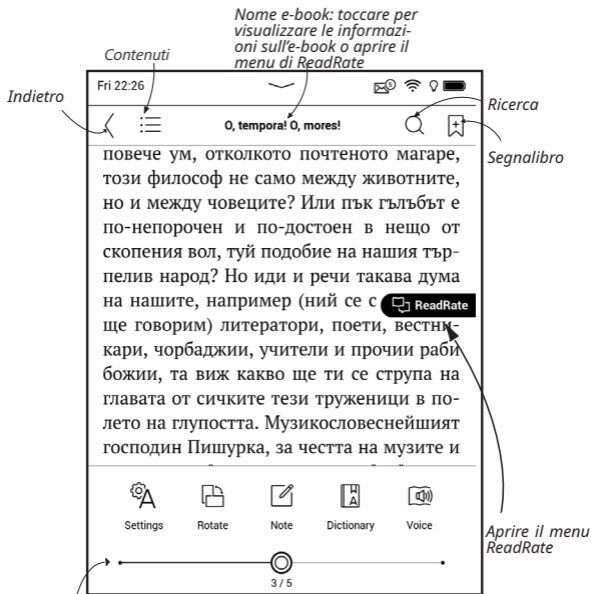 Nome e-book: toccare per
visualizzare le informazi-
oni sull'e-book o aprire il
menu di ReadRate
Contenuti
Indietro
Ricerca
Segnalibro
Fri 22:26
5
O, tempora! O, mores!
повече ум, отколкото почтеното магаре,
този философ не само между животните,
но и между човеците? Или пък гълъбът е
по-непорочен и по-достоен в нещо от
скопения вол, туй подобие на нашия тър-
пелив народ? Но иди и речи такава дума
на нашите, например (ний се с
ReadRate
ще говорим) литератори, поети, вестни-
кари, чорбаджии, учители и прочии раби
божии, та виж какво ще ти се струпа на
главата от сичките тези труженици в по-
лето на глупостта. Музикословеснейшият
господин Пишурка, за честта на музите и
Settings
Rotate
Note
Dictionary
Voice
Aprire il menu
ReadRate
3 / 5